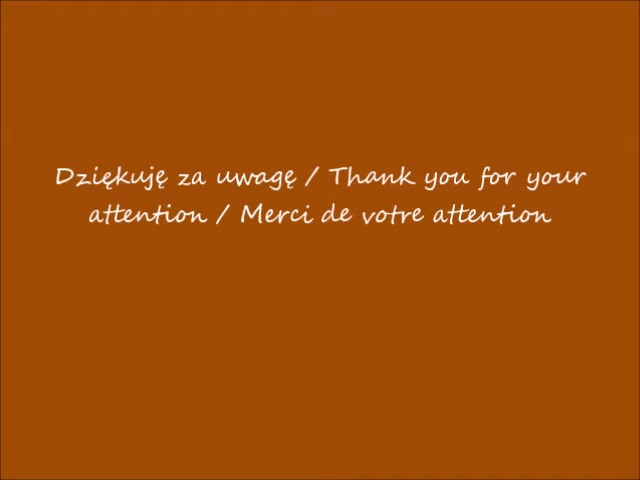 Dziękuję za uwagę / Thank you for your
attention / Merci de votre attention